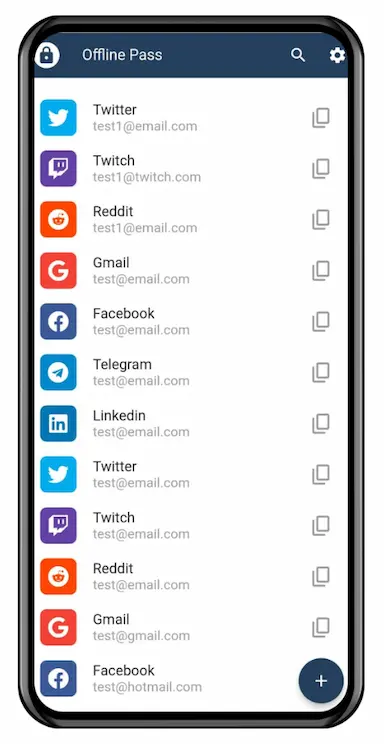 Offline Pass
Twitter
test1@email.com
Twitch
test1@twitch.com
Reddit
test1@email.com
Gmail
test@email.com
Facebook
test@email.com
Telegram
test@email.com
Linkedin
test@email.com
Twitter
test@email.com
Twitch
test@email.com
Reddit
test@email.com
Gmail
test@gmail.com
Facebook
test@hotmail.com